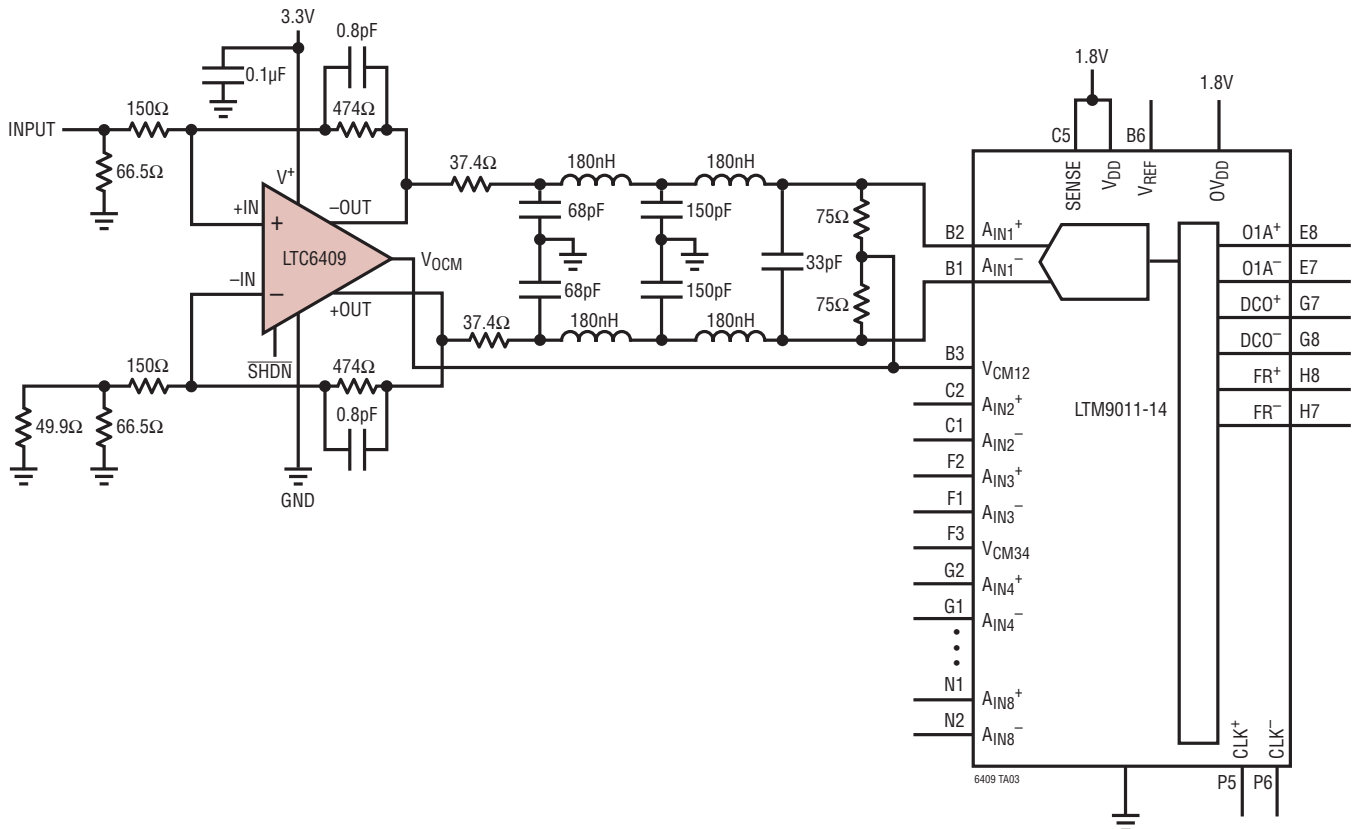 3.3V
0.8pF
0.1µF
150Ω
474Ω
INPUT
66.5Ω
V+
37.4Ω
180nH
180nH
+IN
+
–OUT
68pF
150pF
75Ω
LTC6409
VOCM
33pF
–IN
–
+OUT
68pF
150pF
75Ω
37.4Ω
180nH
180nH
150Ω
SHDN
474Ω
49.9Ω
66.5Ω
0.8pF
GND
1.8V
1.8V
C5
B6
SENSE
VDD
VREF
OVDD
B2
AIN1+
B1
AIN1–
B3
VCM12
C2
AIN2+
C1
AIN2–
F2
AIN3+
F1
AIN3–
F3
VCM34
G2
AIN4+
G1
AIN4–
N1
AIN8+
N2
AIN8–
LTM9011-14
O1A+
E8
O1A–
E7
DCO+
G7
DCO–
G8
FR+
H8
FR–
H7
CLK+
CLK–
P5
P6
6409 TA03